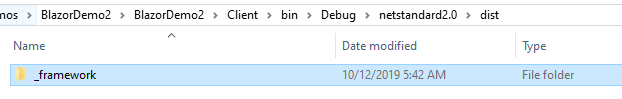 mos > BlazorDemo2 > BlazorDemo2 > Client > bin > Debug > netstandard2.0 > dist
Name Date modified Type
_framework 10/12/2019 5:42 AM File folder